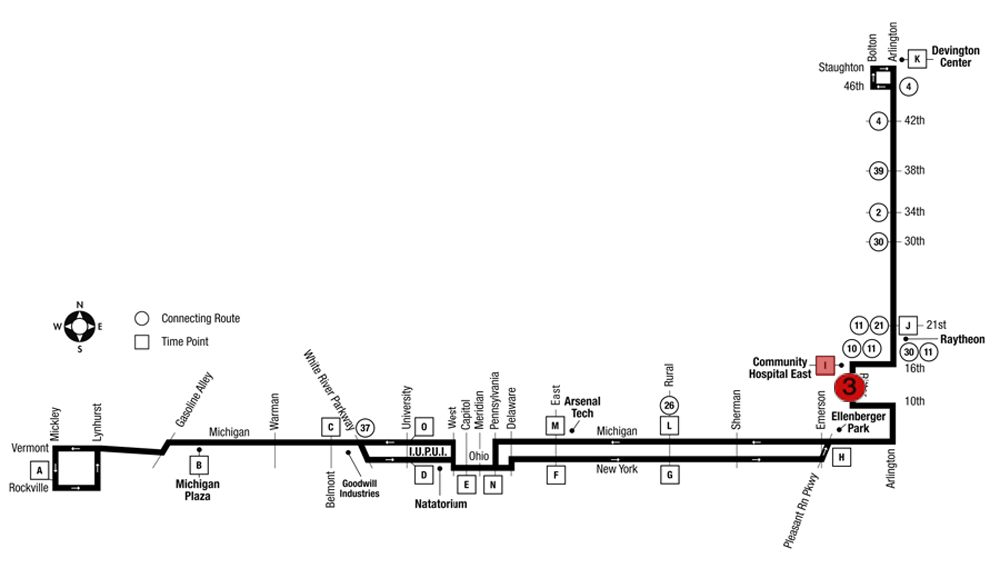 Bolton
Arlington
K
Devington
Center
Staughton
46th
4
4
42th
39
38th
2
34th
30
30th
N
W
E
S
Connecting Route
Time Point
11
21
J
21st
Raytheon
10
11
30
11
Community
Hospital East
I
16th
3
10th
White River Parkway
Gasoline Alley
Mickley
Lynhurst
Warman
C
37
University
O
West
Capitol
Meridian
Pennsylvania
Delaware
East
Arsenal
Tech
M
Rural
26
L
Sherman
Emerson
Ellenberger
Park
Vermont
Michigan
I.U.P.U.I.
Ohio
Michigan
A
B
Michigan
Plaza
Rockville
Belmont
Goodwill
Industries
D
Natatorium
E
N
F
New York
G
H
Pleasant Rn Pkwy
Arlington